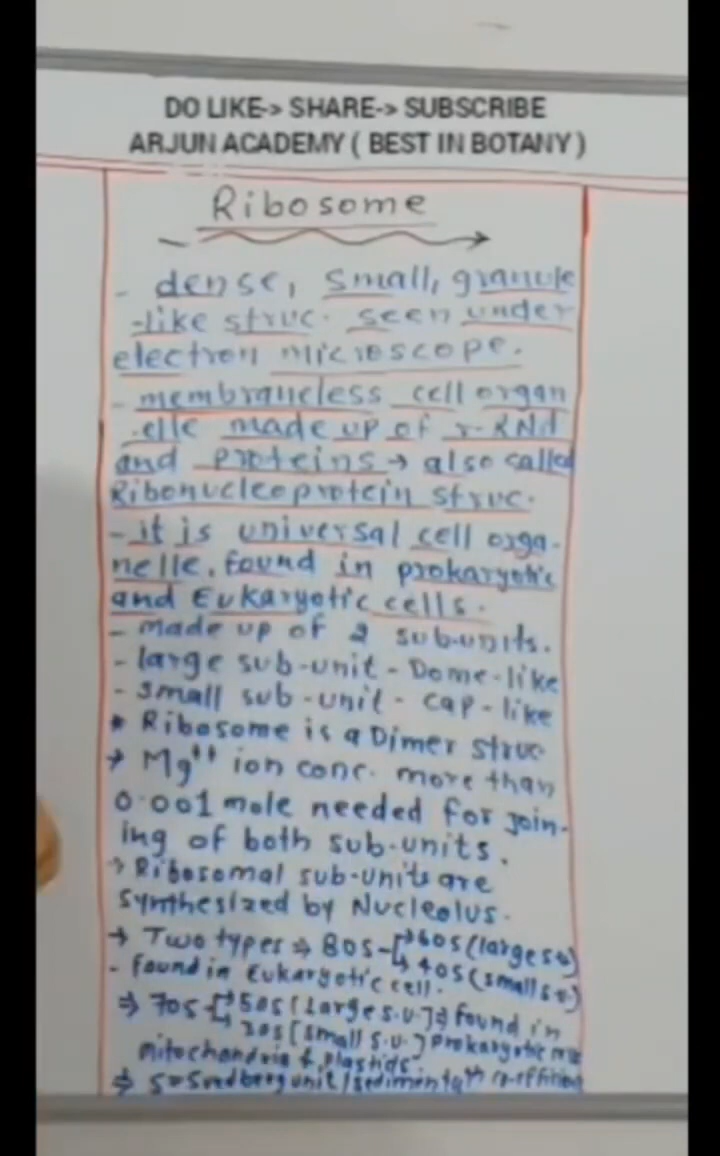 DO LIKE-> SHARE-> SUBSCRIBE
ARJUN ACADEMY ( BEST IN BOTANY )
Ribosome
- dense, small, granule
-like struc. seen under
electron microscope.
- membraneless cell organ
-elle made up of r-RNA
and proteins → also called
Ribonucleoprotein struc.
- it is universal cell orga-
nelle, found in prokaryotic
and Eukaryotic cells.
- made up of 2 sub-units.
- large sub-unit - Dome-like
- small sub-unit - cap-like
* Ribosome is a Dimer struc
→ Mg++ ion conc. more than
0.001 mole needed for join-
ing of both sub-units.
→ Ribosomal sub-units are
synthesized by Nucleolus.
→ Two types ⇒ 80s-[→60s (large s.u)
→40s (small s.u)
- found in Eukaryotic cell.
⇒ 70s-[→50s [Large s.u.] ⇒ found in
30s [small s.u.] prokaryotic
mitochondria & plastids.
⇒ S=Svedberg unit/sedimentatn